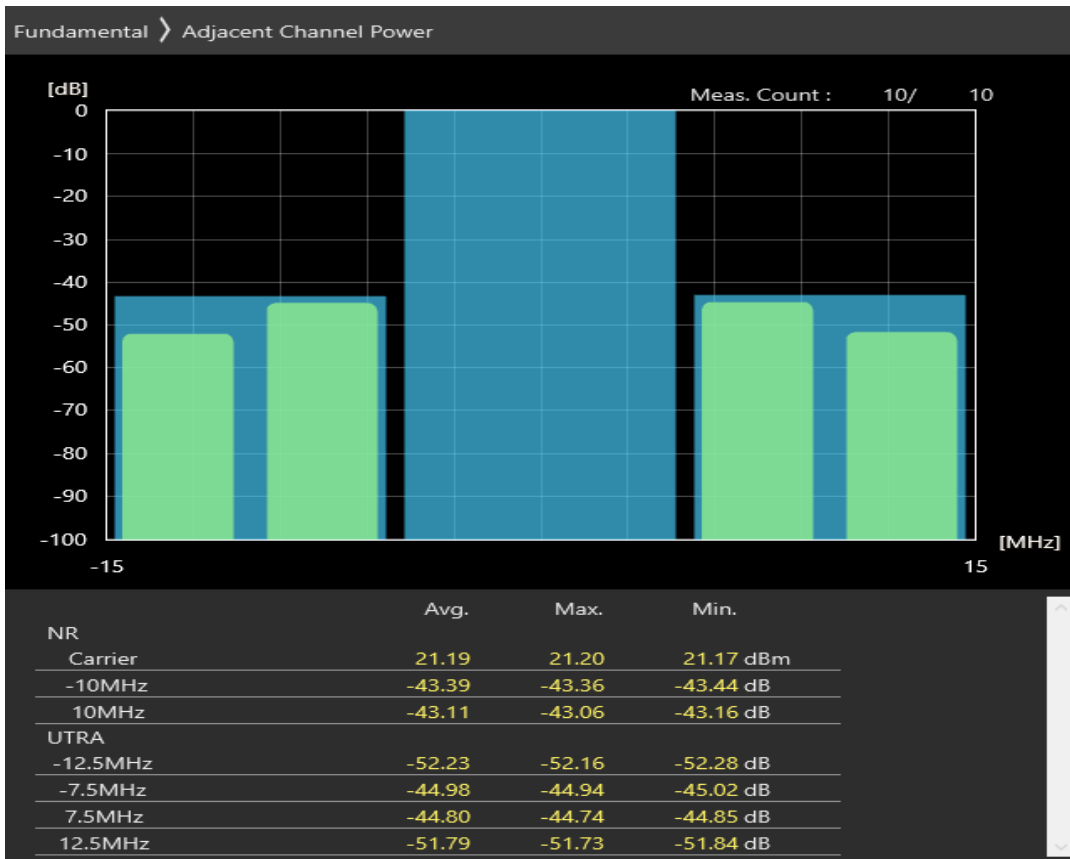 Fundamental 〉 Adjacent Channel Power
[dB]
Meas. Count : 10/ 10
0
-10
-20
-30
-40
-50
-60
-70
-80
-90
-100
[MHz]
-15 15
Avg. Max. Min.
NR
Carrier 21.19 21.20 21.17 dBm
-10MHz -43.39 -43.36 -43.44 dB
10MHz -43.11 -43.06 -43.16 dB
UTRA
-12.5MHz -52.23 -52.16 -52.28 dB
-7.5MHz -44.98 -44.94 -45.02 dB
7.5MHz -44.80 -44.74 -44.85 dB
12.5MHz -51.79 -51.73 -51.84 dB